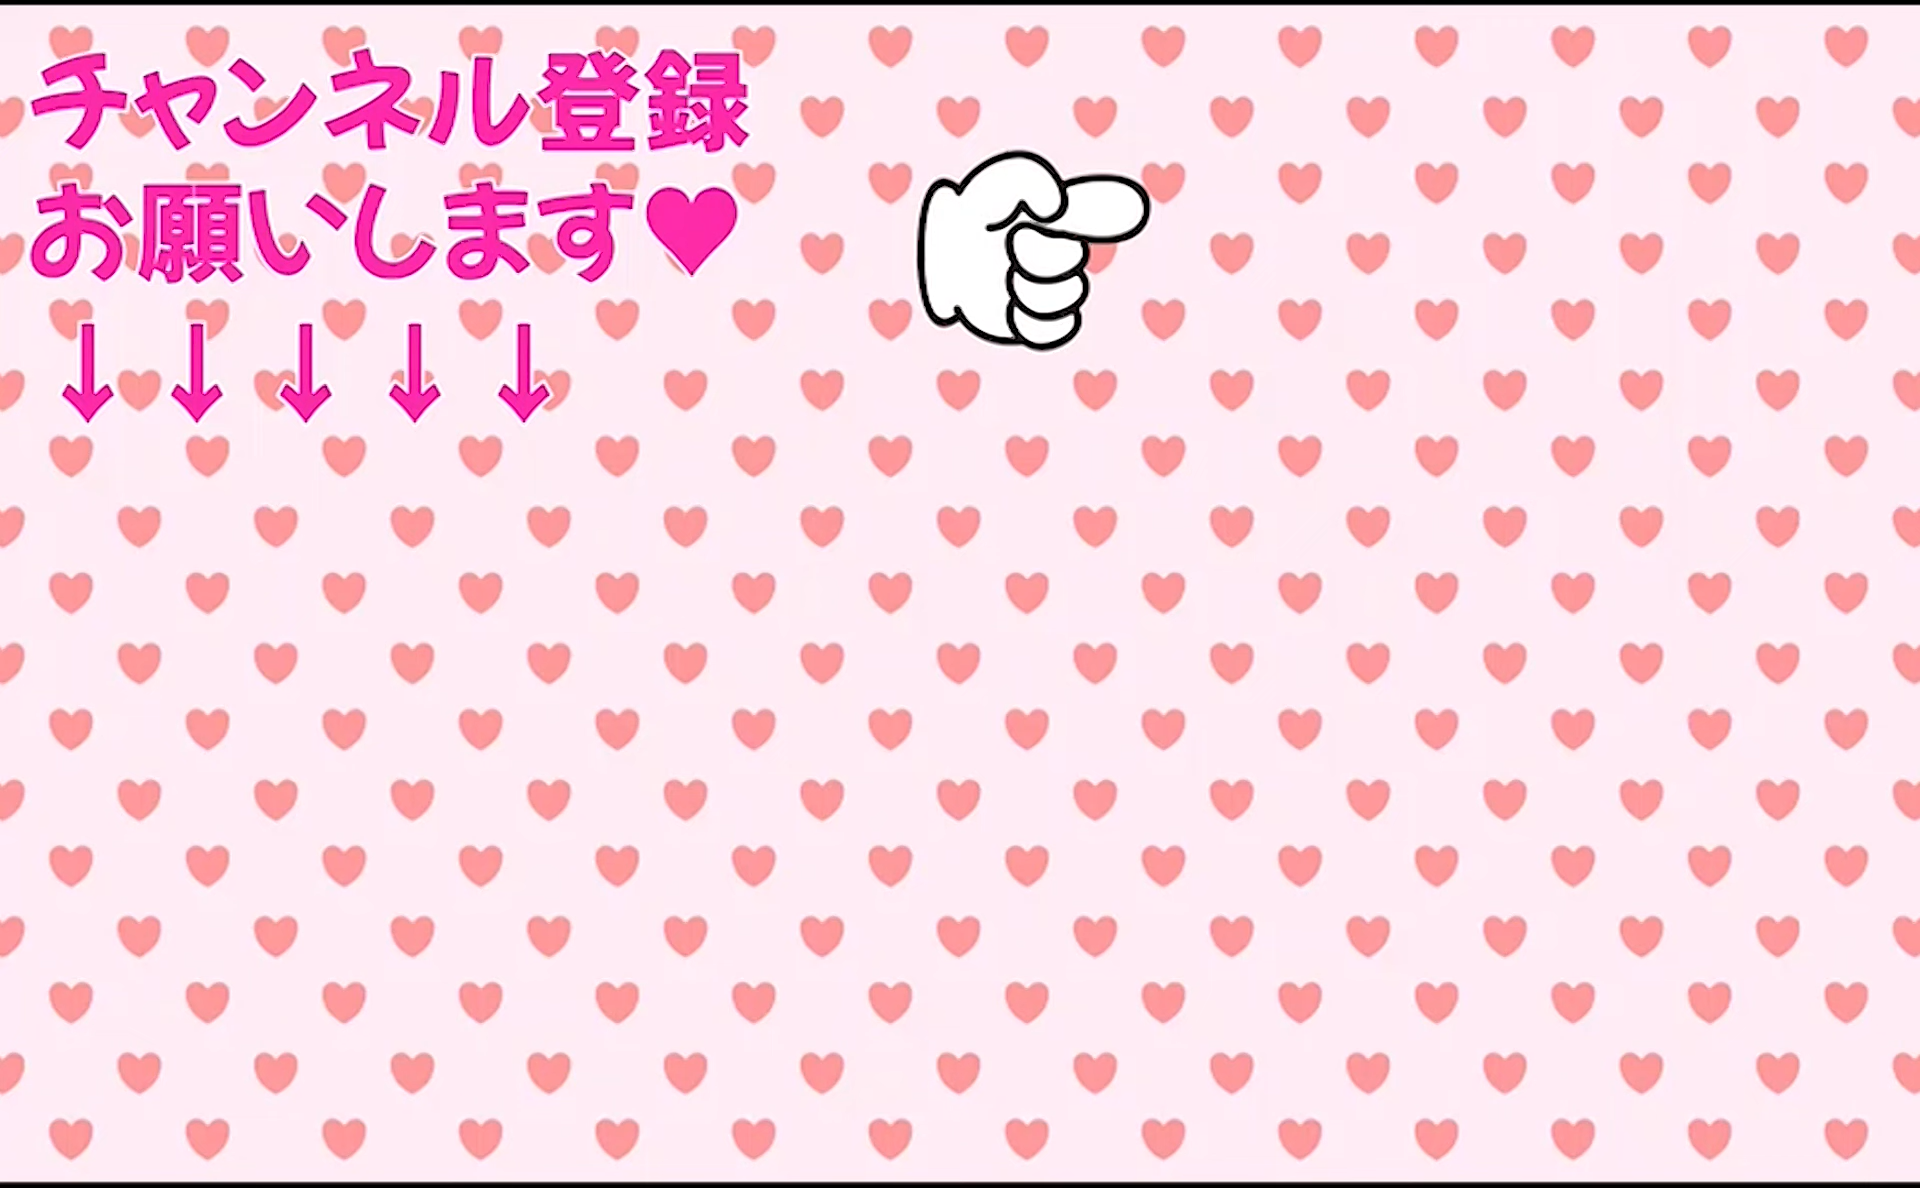 チャンネル登録
お願いします♥
↓ ↓ ↓ ↓ ↓